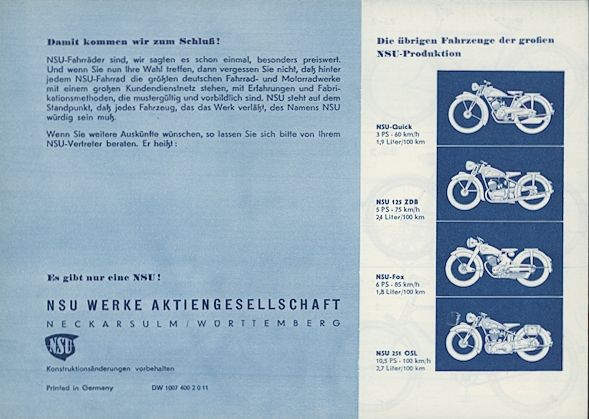 Damit kommen wir zum Schluß!
NSU-Fahrräder sind, wir sagten es schon einmal, besonders preiswert.
Und wenn Sie nun Ihre Wahl treffen, dann vergessen Sie nicht, daß hinter
jedem NSU-Fahrrad die größten deutschen Fahrrad- und Motorradwerke
mit einem großen Kundendienstnetz stehen, mit Erfahrungen und Fabri-
kationsmethoden, die mustergültig und vorbildlich sind. NSU steht auf dem
Standpunkt, daß jedes Fahrzeug, das das Werk verläßt, des Namens NSU
würdig sein muß.
Wenn Sie weitere Auskünfte wünschen, so lassen Sie sich bitte von Ihrem
NSU-Vertreter beraten. Er heißt:
Es gibt nur eine NSU!
NSU WERKE AKTIENGESELLSCHAFT
NECKARSULM/WÜRTTEMBERG
NSU
Konstruktionsänderungen vorbehalten
Printed in Germany DW 1007 400 2 0 11
Die übrigen Fahrzeuge der großen
NSU-Produktion
NSU-Quick
3 PS - 60 km/h
1,9 Liter/100 km
NSU 125 ZDB
5 PS - 75 km/h
2,4 Liter/100 km
NSU-Fox
6 PS - 85 km/h
1,8 Liter/100 km
NSU 251 OSL
10,5 PS - 100 km/h
2,7 Liter/100 km